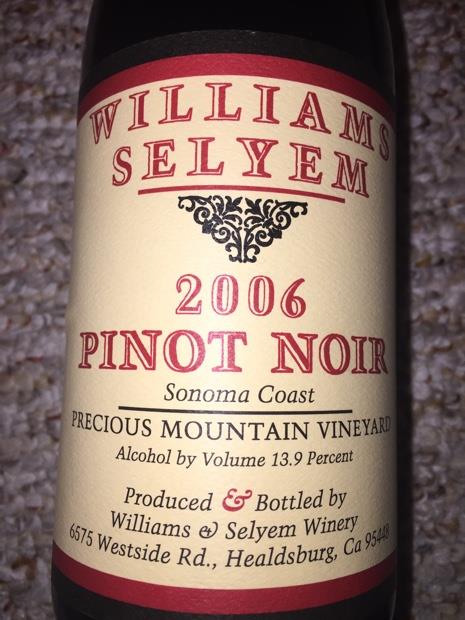 WILLIAMS
SELYEM
2006
PINOT NOIR
Sonoma Coast
PRECIOUS MOUNTAIN VINEYARD
Alcohol by Volume 13.9 Percent
Produced & Bottled by
Williams & Selyem Winery
6575 Westside Rd., Healdsburg, Ca 95448